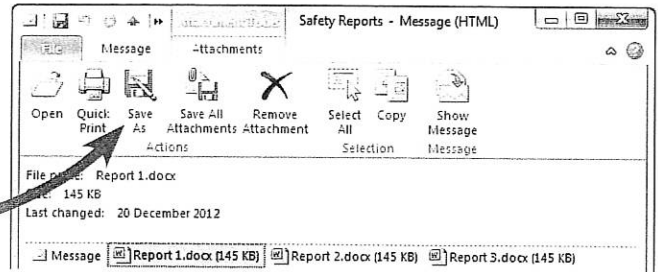 Safety Reports - Message (HTML)
File Message Attachments
Open Quick Print Save As Save All Attachments Remove Attachment Select All Copy Show Message
Actions Selection Message
File Report 1.docx
145 KB
Last changed: 20 December 2012
Message Report 1.docx (145 KB) Report 2.docx (145 KB) Report 3.docx (145 KB)